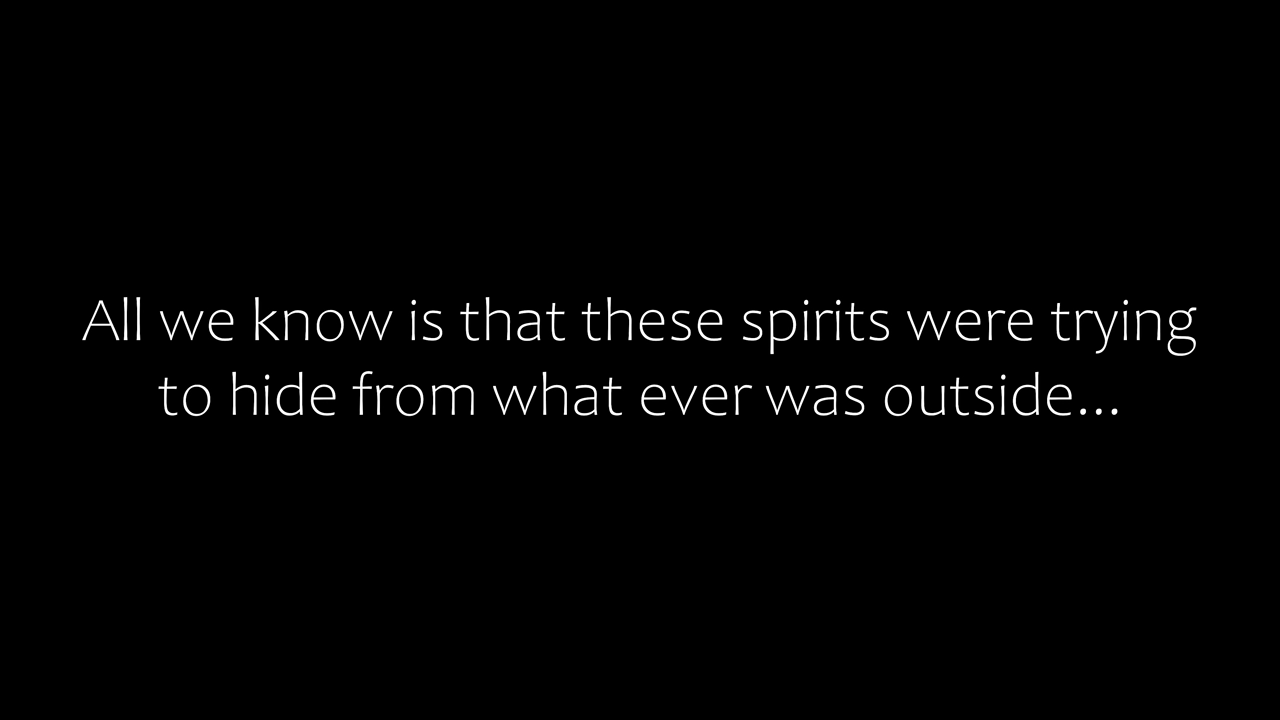 All we know is that these spirits were trying
to hide from what ever was outside...